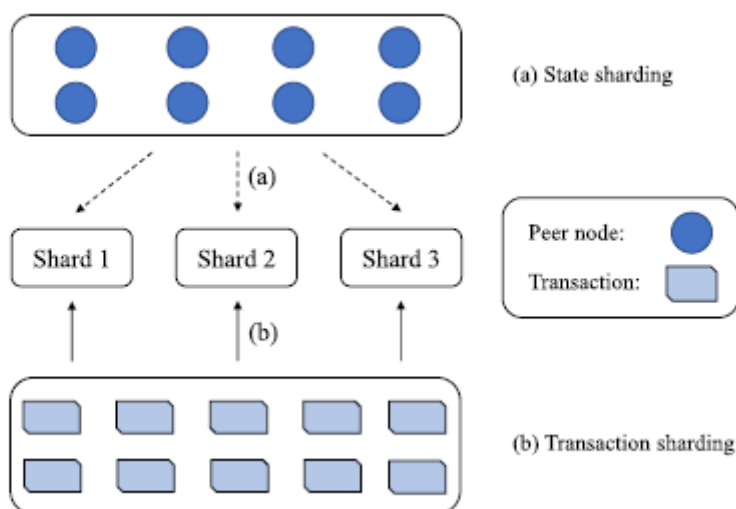 (a) State sharding
(a)
Shard 1
Shard 2
Shard 3
Peer node:
Transaction:
(b)
(b) Transaction sharding